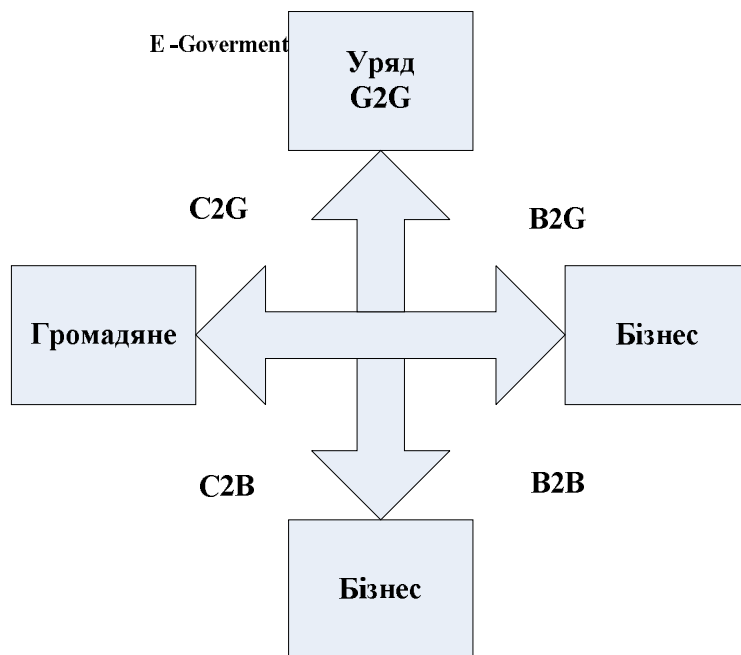 E -Goverment
Уряд
G2G
C2G
B2G
Громадяне
Бізнес
C2B
B2B
Бізнес